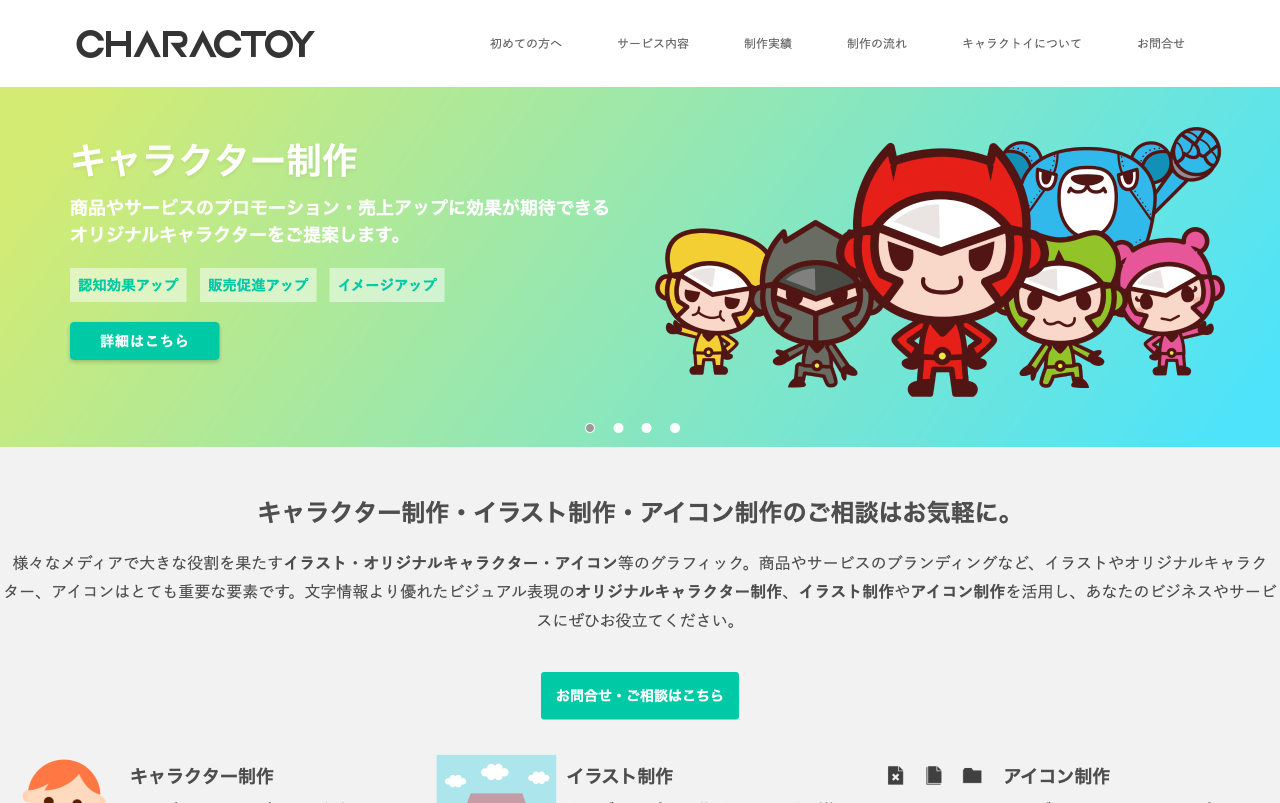 CHARACTOY
初めての方へ
サービス内容
制作実績
制作の流れ
キャラクトイについて
お問合せ
キャラクター制作
商品やサービスのプロモーション・売上アップに効果が期待できる
オリジナルキャラクターをご提案します。
認知効果アップ
販売促進アップ
イメージアップ
詳細はこちら
キャラクター制作・イラスト制作・アイコン制作のご相談はお気軽に。
様々なメディアで大きな役割を果たすイラスト・オリジナルキャラクター・アイコン等のグラフィック。商品やサービスのブランディングなど、イラストやオリジナルキャラク
ター、アイコンはとても重要な要素です。文字情報より優れたビジュアル表現のオリジナルキャラクター制作、イラスト制作やアイコン制作を活用し、あなたのビジネスやサービ
スにぜひお役立てください。
お問合せ・ご相談はこちら
キャラクター制作
イラスト制作
アイコン制作